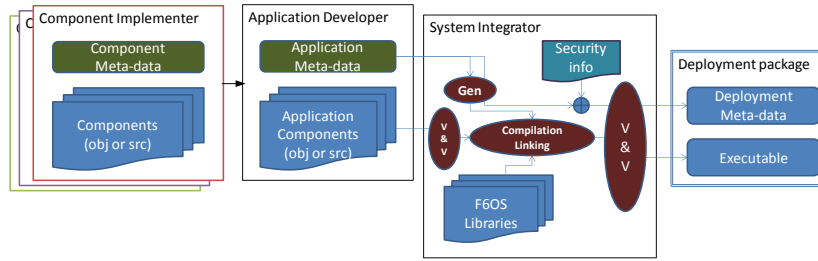 C
C
Component Implementer
Component
Meta-data
Components
(obj or src)
Application Developer
Application
Meta-data
Application
Components
(obj or src)
System Integrator
Security
info
Gen
V
&
V
Compilation
Linking
F6OS
Libraries
V
&
V
Deployment package
Deployment
Meta-data
Executable